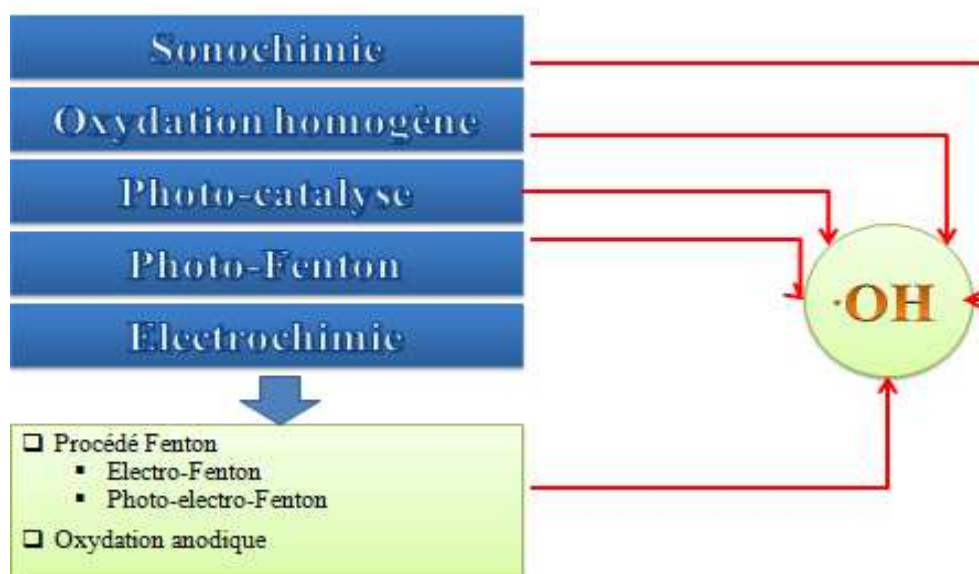 Sonochimie
Oxydation homogène
Photo-catalyse
Photo-Fenton
Electrochimie
·OH
Procédé Fenton
Electro-Fenton
Photo-electro-Fenton
Oxydation anodique